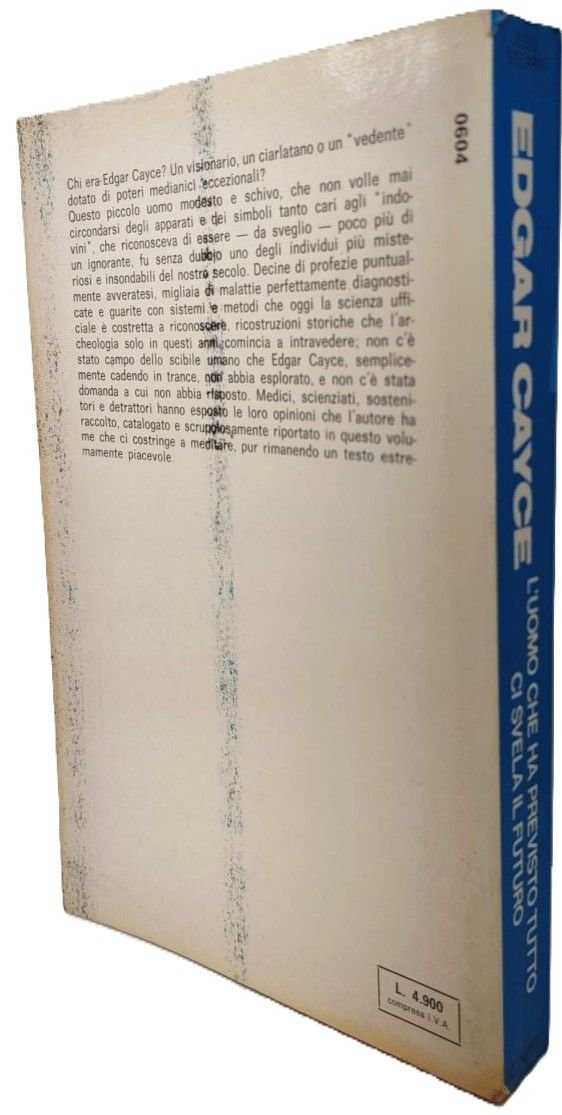 Chi era Edgar Cayce? Un visionario, un ciarlatano o un "vedente"
dotato di poteri medianici eccezionali?
Questo piccolo uomo modesto e schivo, che non volle mai
circondarsi degli apparati e dei simboli tanto cari agli "indo-
vini", che riconosceva di essere — da sveglio — poco più di
un ignorante, fu senza dubbio uno degli individui più miste-
riosi e insondabili del nostro secolo. Decine di profezie puntual-
mente avveratesi, migliaia di malattie perfettamente diagnosti-
cate e guarite con sistemi e metodi che oggi la scienza uffi-
ciale è costretta a riconoscere, ricostruzioni storiche che l'ar-
cheologia solo in questi anni comincia a intravedere; non c'è
stato campo dello scibile umano che Edgar Cayce, semplice-
mente cadendo in trance, non abbia esplorato, e non c'è stata
domanda a cui non abbia risposto. Medici, scienziati, sosteni-
tori e detrattori hanno esposto le loro opinioni che l'autore ha
raccolto, catalogato e scrupolosamente riportato in questo volu-
me che ci costringe a meditare, pur rimanendo un testo estre-
mamente piacevole.
0604
L. 4.900
compresa I.V.A.
EDGAR CAYCE
L'UOMO CHE HA PREVISTO TUTTO
CI SVELA IL FUTURO